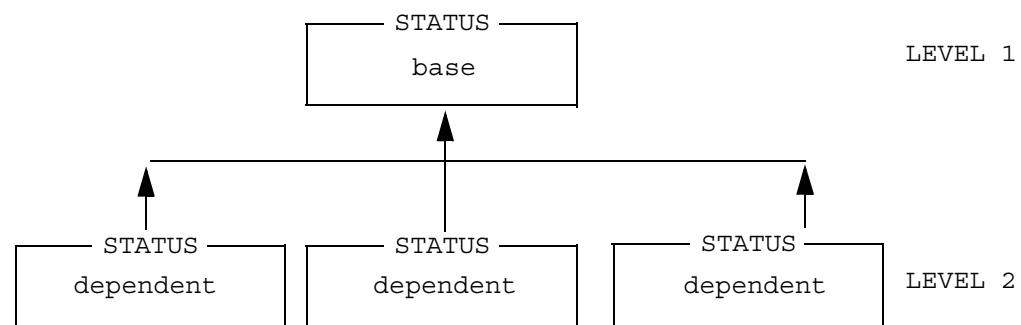 STATUS
base
LEVEL 1
STATUS STATUS STATUS
dependent dependent dependent
LEVEL 2